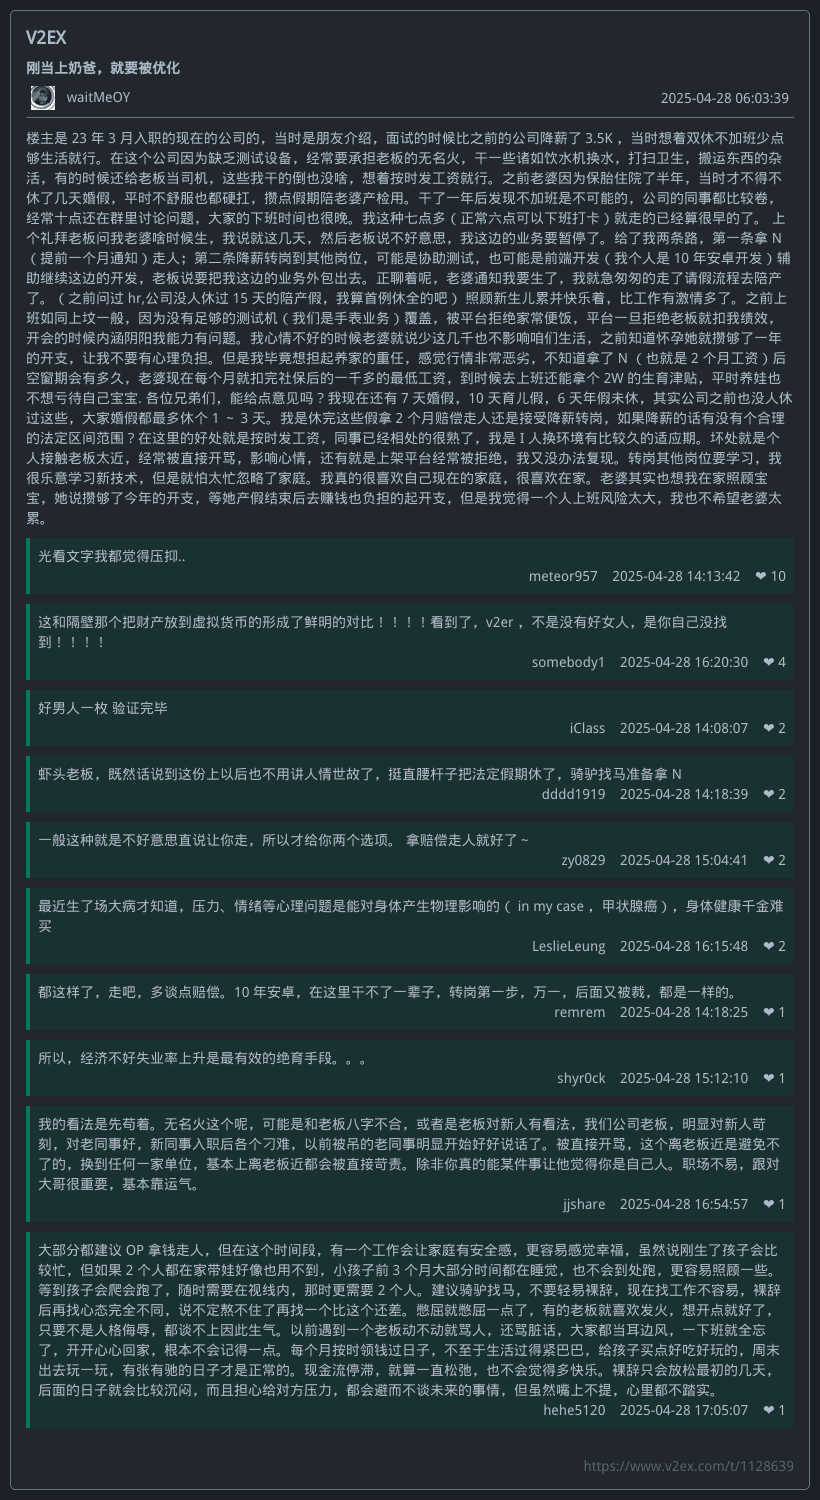 V2EX
刚当上奶爸，就要被优化
waitMeOY 2025-04-28 06:03:39
楼主是 23 年 3 月入职的现在的公司的，当时是朋友介绍，面试的时候比之前的公司降薪了 3.5K ，当时想着双休不加班少点
够生活就行。在这个公司因为缺乏测试设备，经常要承担老板的无名火，干一些诸如饮水机换水，打扫卫生，搬运东西的杂
活，有的时候还给老板当司机，这些我干的倒也没啥，想着按时发工资就行。之前老婆因为保胎住院了半年，当时才不得不
休了几天婚假，平时不舒服也都硬扛，攒点假期陪老婆产检用。干了一年后发现不加班是不可能的，公司的同事都比较卷，
经常十点还在群里讨论问题，大家的下班时间也很晚。我这种七点多（正常六点可以下班打卡）就走的已经算很早的了。 上
个礼拜老板问我老婆啥时候生，我说就这几天，然后老板说不好意思，我这边的业务要暂停了。给了我两条路，第一条拿 N
（提前一个月通知）走人；第二条降薪转岗到其他岗位，可能是协助测试，也可能是前端开发（我个人是 10 年安卓开发）辅
助继续这边的开发，老板说要把我这边的业务外包出去。正聊着呢，老婆通知我要生了，我就急匆匆的走了请假流程去陪产
了。（之前问过 hr,公司没人休过 15 天的陪产假，我算首例休全的吧） 照顾新生儿累并快乐着，比工作有激情多了。之前上
班如同上坟一般，因为没有足够的测试机（我们是手表业务）覆盖，被平台拒绝家常便饭，平台一旦拒绝老板就扣我绩效，
开会的时候内涵阴阳我能力有问题。我心情不好的时候老婆就说少这几千也不影响咱们生活，之前知道怀孕她就攒够了一年
的开支，让我不要有心理负担。但是我毕竟想担起养家的重任，感觉行情非常恶劣，不知道拿了 N （也就是 2 个月工资）后
空窗期会有多久，老婆现在每个月就扣完社保后的一千多的最低工资，到时候去上班还能拿个 2W 的生育津贴，平时养娃也
不想亏待自己宝宝. 各位兄弟们，能给点意见吗？我现在还有 7 天婚假，10 天育儿假，6 天年假未休，其实公司之前也没人休
过这些，大家婚假都最多休个 1 ～ 3 天。我是休完这些假拿 2 个月赔偿走人还是接受降薪转岗，如果降薪的话有没有个合理
的法定区间范围？在这里的好处就是按时发工资，同事已经相处的很熟了，我是 I 人换环境有比较久的适应期。坏处就是个
人接触老板太近，经常被直接开骂，影响心情，还有就是上架平台经常被拒绝，我又没办法复现。转岗其他岗位要学习，我
很乐意学习新技术，但是就怕太忙忽略了家庭。我真的很喜欢自己现在的家庭，很喜欢在家。老婆其实也想我在家照顾宝
宝，她说攒够了今年的开支，等她产假结束后去赚钱也负担的起开支，但是我觉得一个人上班风险太大，我也不希望老婆太
累。
光看文字我都觉得压抑..
meteor957 2025-04-28 14:13:42 ❤ 10
这和隔壁那个把财产放到虚拟货币的形成了鲜明的对比！！！！看到了，v2er ，不是没有好女人，是你自己没找
到！！！！
somebody1 2025-04-28 16:20:30 ❤ 4
好男人一枚 验证完毕
iClass 2025-04-28 14:08:07 ❤ 2
虾头老板，既然话说到这份上以后也不用讲人情世故了，挺直腰杆子把法定假期休了，骑驴找马准备拿 N
dddd1919 2025-04-28 14:18:39 ❤ 2
一般这种就是不好意思直说让你走，所以才给你两个选项。 拿赔偿走人就好了～
zy0829 2025-04-28 15:04:41 ❤ 2
最近生了场大病才知道，压力、情绪等心理问题是能对身体产生物理影响的（ in my case ，甲状腺癌），身体健康千金难
买
LeslieLeung 2025-04-28 16:15:48 ❤ 2
都这样了，走吧，多谈点赔偿。10 年安卓，在这里干不了一辈子，转岗第一步，万一，后面又被裁，都是一样的。
remrem 2025-04-28 14:18:25 ❤ 1
所以，经济不好失业率上升是最有效的绝育手段。。。
shyr0ck 2025-04-28 15:12:10 ❤ 1
我的看法是先苟着。无名火这个呢，可能是和老板八字不合，或者是老板对新人有看法，我们公司老板，明显对新人苛
刻，对老同事好，新同事入职后各个刁难，以前被吊的老同事明显开始好好说话了。被直接开骂，这个离老板近是避免不
了的，换到任何一家单位，基本上离老板近都会被直接苛责。除非你真的能某件事让他觉得你是自己人。职场不易，跟对
大哥很重要，基本靠运气。
jjshare 2025-04-28 16:54:57 ❤ 1
大部分都建议 OP 拿钱走人，但在这个时间段，有一个工作会让家庭有安全感，更容易感觉幸福，虽然说刚生了孩子会比
较忙，但如果 2 个人都在家带娃好像也用不到，小孩子前 3 个月大部分时间都在睡觉，也不会到处跑，更容易照顾一些。
等到孩子会爬会跑了，随时需要在视线内，那时更需要 2 个人。建议骑驴找马，不要轻易裸辞，现在找工作不容易，裸辞
后再找心态完全不同，说不定熬不住了再找一个比这个还差。憋屈就憋屈一点了，有的老板就喜欢发火，想开点就好了，
只要不是人格侮辱，都谈不上因此生气。以前遇到一个老板动不动就骂人，还骂脏话，大家都当耳边风，一下班就全忘
了，开开心心回家，根本不会记得一点。每个月按时领钱过日子，不至于生活过得紧巴巴，给孩子买点好吃好玩的，周末
出去玩一玩，有张有驰的日子才是正常的。现金流停滞，就算一直松弛，也不会觉得多快乐。裸辞只会放松最初的几天，
后面的日子就会比较沉闷，而且担心给对方压力，都会避而不谈未来的事情，但虽然嘴上不提，心里都不踏实。
hehe5120 2025-04-28 17:05:07 ❤ 1
https://www.v2ex.com/t/1128639